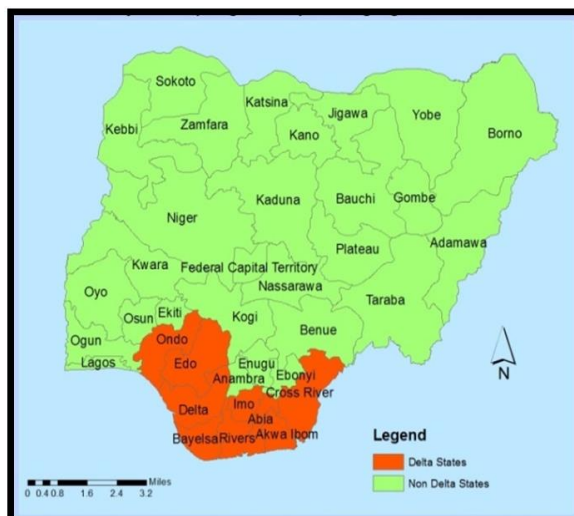 Sokoto
Katsina
Jigawa
Yobe
Borno
Kebbi
Zamfara
Kano
Kaduna
Bauchi
Gombe
Niger
Adamawa
Plateau
Kwara
Federal Capital Territory
Nassarawa
Taraba
Oyo
Osun
Ekiti
Kogi
Benue
Ogun
Ondo
Lagos
Edo
Enugu
Ebonyi
Anambra
Cross River
Delta
Imo
Abia
Bayelsa
Rivers
Akwa Ibom
N
Legend
Delta States
Non Delta States
Miles
0 0.4 0.8 1.6 2.4 3.2